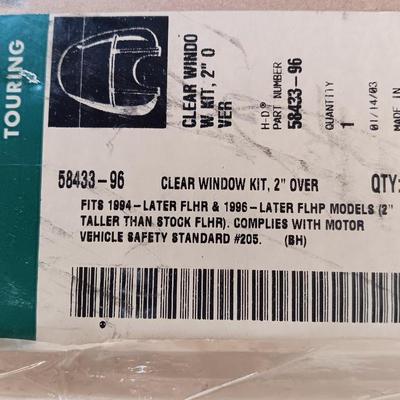 TOURING
CLEAR WINDO
W. KIT, 2" O
VER
H-D® PART NUMBER
58433-96
QUANTITY
1
01/14/03
MADE IN
58433-96 CLEAR WINDOW KIT, 2" OVER QTY:
FITS 1994-LATER FLHR & 1996-LATER FLHP MODELS (2"
TALLER THAN STOCK FLHR). COMPLIES WITH MOTOR
VEHICLE SAFETY STANDARD #205. (BH)